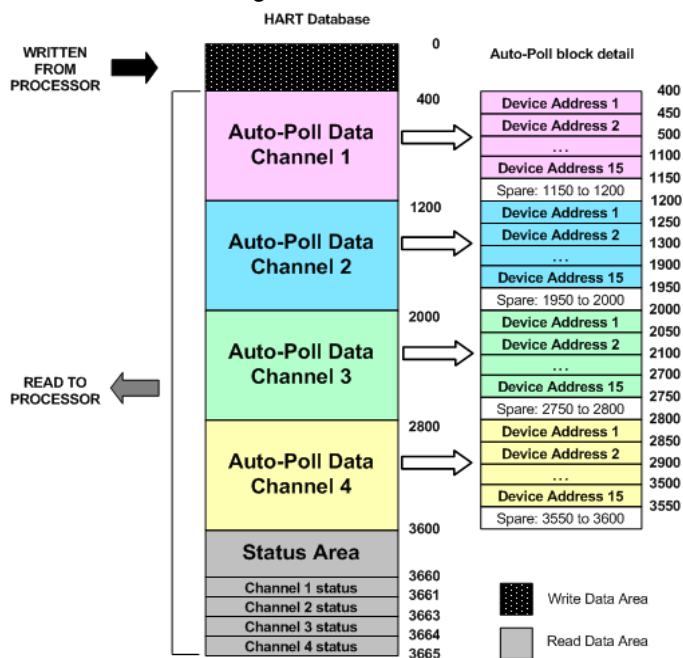 HART Database
WRITTEN
FROM
PROCESSOR
0
400
Auto-Poll Data
Channel 1
1200
Auto-Poll Data
Channel 2
2000
Auto-Poll Data
Channel 3
READ TO
PROCESSOR
2800
Auto-Poll Data
Channel 4
3600
Status Area
3660
Channel 1 status
3661
Channel 2 status
3663
Channel 3 status
3664
Channel 4 status
3665
Auto-Poll block detail
400
Device Address 1
450
Device Address 2
500
...
1100
Device Address 15
1150
Spare: 1150 to 1200
1200
Device Address 1
1250
Device Address 2
1300
...
1900
Device Address 15
1950
Spare: 1950 to 2000
2000
Device Address 1
2050
Device Address 2
2100
...
2700
Device Address 15
2750
Spare: 2750 to 2800
2800
Device Address 1
2850
Device Address 2
2900
...
3500
Device Address 15
3550
Spare: 3550 to 3600
Write Data Area
Read Data Area